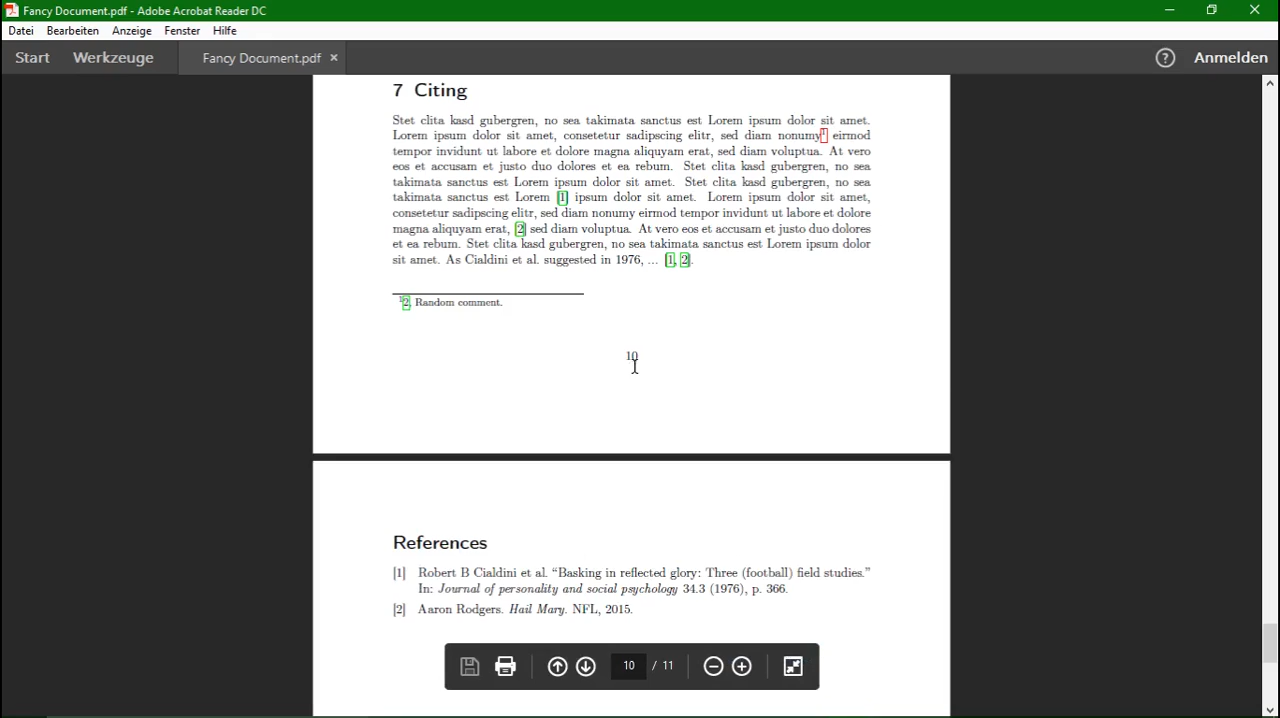 Fancy Document.pdf - Adobe Acrobat Reader DC
Datei Bearbeiten Anzeige Fenster Hilfe
Start Werkzeuge Fancy Document.pdf × ? Anmelden
7 Citing
Stet clita kasd gubergren, no sea takimata sanctus est Lorem ipsum dolor sit amet.
Lorem ipsum dolor sit amet, consetetur sadipscing elitr, sed diam nonumy1 eirmod
tempor invidunt ut labore et dolore magna aliquyam erat, sed diam voluptua. At vero
eos et accusam et justo duo dolores et ea rebum. Stet clita kasd gubergren, no sea
takimata sanctus est Lorem ipsum dolor sit amet. Stet clita kasd gubergren, no sea
takimata sanctus est Lorem [1] ipsum dolor sit amet. Lorem ipsum dolor sit amet,
consetetur sadipscing elitr, sed diam nonumy eirmod tempor invidunt ut labore et dolore
magna aliquyam erat, [2] sed diam voluptua. At vero eos et accusam et justo duo dolores
et ea rebum. Stet clita kasd gubergren, no sea takimata sanctus est Lorem ipsum dolor
sit amet. As Cialdini et al. suggested in 1976, ... [1, 2].
1 2. Random comment.
10
References
[1] Robert B Cialdini et al. “Basking in reflected glory: Three (football) field studies.”
In: Journal of personality and social psychology 34.3 (1976), p. 366.
[2] Aaron Rodgers. Hail Mary. NFL, 2015.
10 / 11